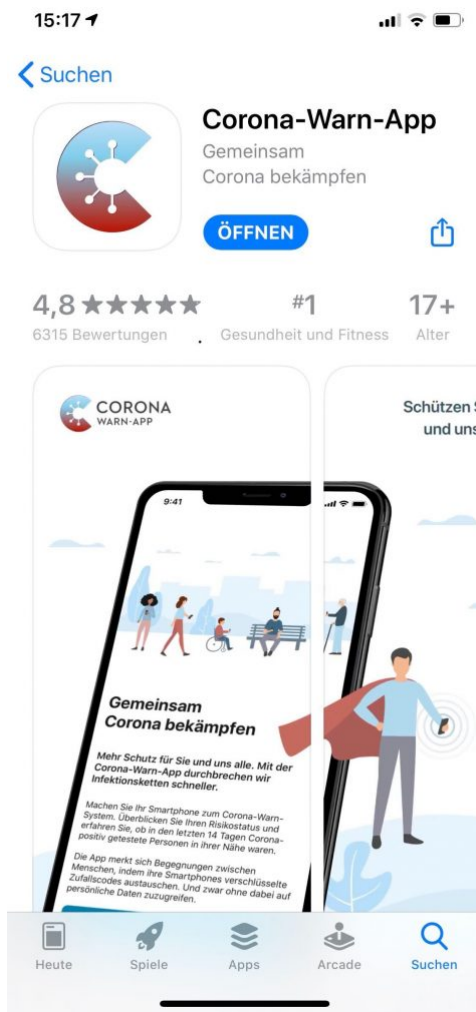 15:17
Suchen
Corona-Warn-App
Gemeinsam
Corona bekämpfen
ÖFFNEN
4,8
#1
17+
6315 Bewertungen
Gesundheit und Fitness
Alter
CORONA
WARN-APP
Schützen S
und uns
9:41
Gemeinsam
Corona bekämpfen
Mehr Schutz für Sie und uns alle. Mit der
Corona-Warn-App durchbrechen wir
Infektionsketten schneller.
Machen Sie Ihr Smartphone zum Corona-Warn-
System. Überblicken Sie Ihren Risikostatus und
erfahren Sie, ob in den letzten 14 Tagen Corona-
positiv getestete Personen in ihrer Nähe waren.
Die App merkt sich Begegnungen zwischen
Menschen, indem ihre Smartphones verschlüsselte
Zufallscodes austauschen. Und zwar ohne dabei auf
persönliche Daten zuzugreifen.
Heute
Spiele
Apps
Arcade
Suchen